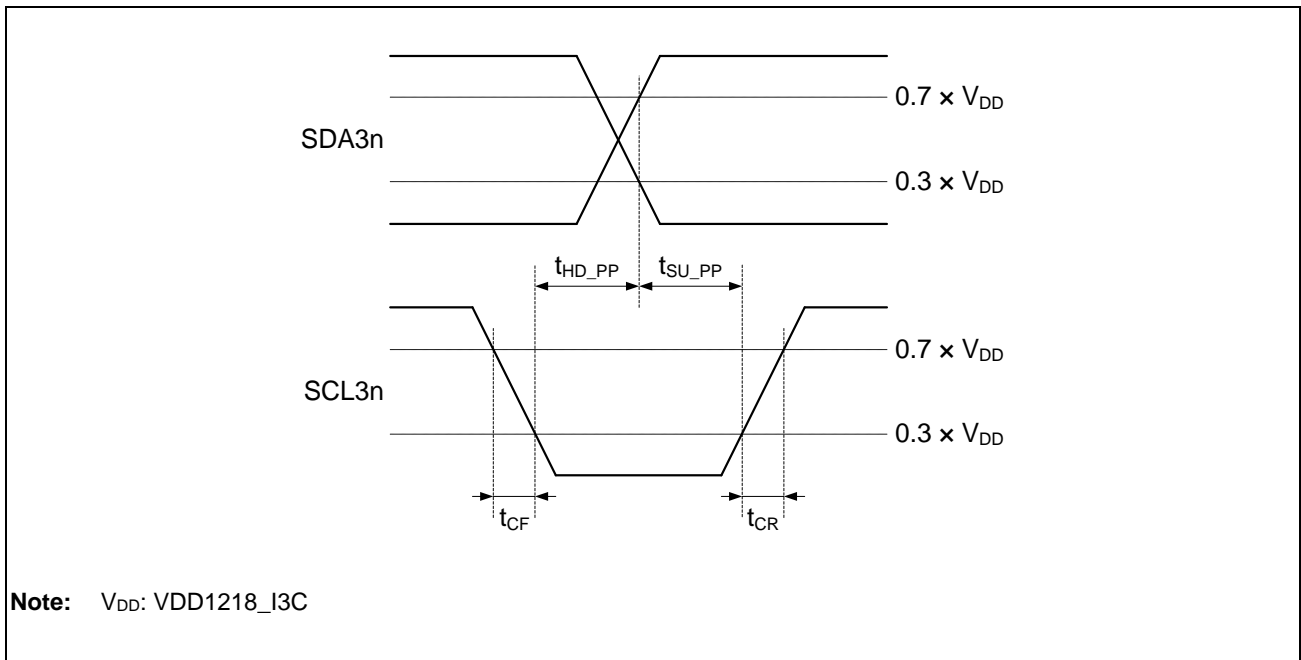 0.7 × VDD
SDA3n
0.3 × VDD
tHD_PP tSU_PP
0.7 × VDD
SCL3n
0.3 × VDD
tCF tCR
Note: VDD: VDD1218_I3C